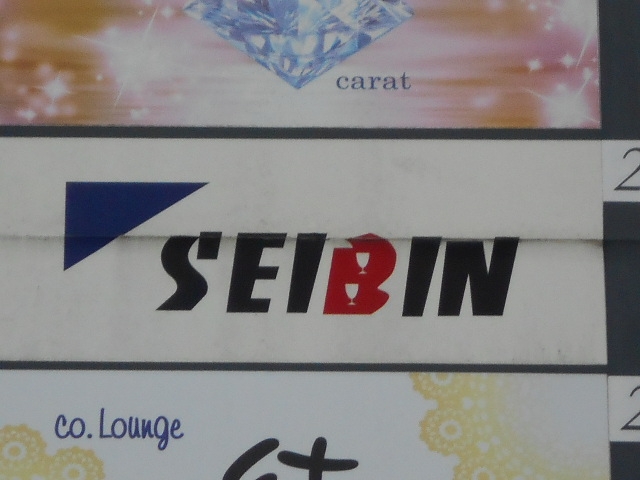 carat
SEIBIN
co. Lounge